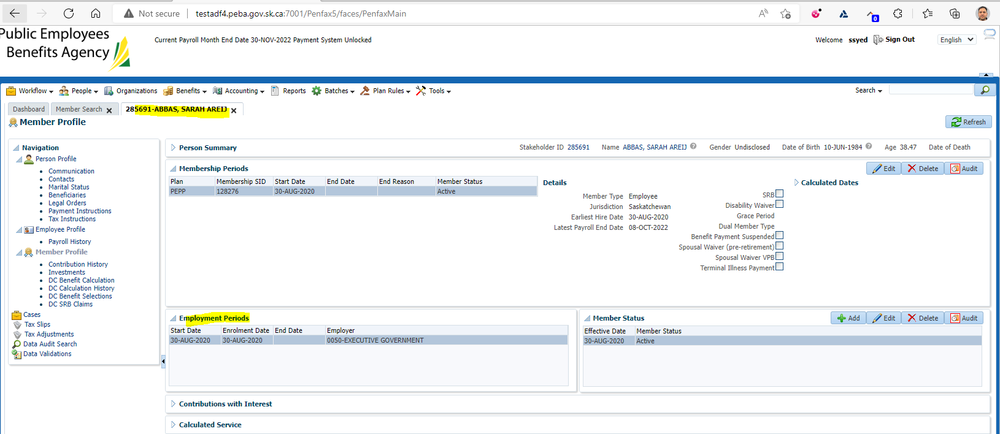 Not secure | testadf4.peba.gov.sk.ca:7001/Penfax5/faces/PenfaxMain
0
Public Employees
Benefits Agency
Current Payroll Month End Date 30-NOV-2022 Payment System Unlocked
Welcome ssyed Sign Out English
Workflow People Organizations Benefits Accounting Reports Batches Plan Rules Tools Search
Dashboard Member Search 285691-ABBAS, SARAH AREIJ
Member Profile
Refresh
Navigation
Person Profile
Communication
Contacts
Marital Status
Beneficiaries
Legal Orders
Payment Instructions
Tax Instructions
Employee Profile
Payroll History
Member Profile
Contribution History
Investments
DC Benefit Calculation
DC Calculation History
DC Benefit Selections
DC SRB Claims
Cases
Tax Slips
Tax Adjustments
Data Audit Search
Data Validations
Person Summary Stakeholder ID 285691 Name ABBAS, SARAH AREIJ Gender Undisclosed Date of Birth 10-JUN-1984 Age 38.47 Date of Death
Membership Periods Edit Delete Audit
Plan Membership SID Start Date End Date End Reason Member Status
PEPP 128276 30-AUG-2020 Active
Details
Member Type Employee
Jurisdiction Saskatchewan
Earliest Hire Date 30-AUG-2020
Latest Payroll End Date 08-OCT-2022
SRB
Disability Waiver
Grace Period
Dual Member Type
Benefit Payment Suspended
Spousal Waiver (pre-retirement)
Spousal Waiver VPB
Terminal Illness Payment
Calculated Dates
Employment Periods
Start Date Enrolment Date End Date Employer
30-AUG-2020 30-AUG-2020 0050-EXECUTIVE GOVERNMENT
Member Status Add Edit Delete Audit
Effective Date Member Status
30-AUG-2020 Active
Contributions with Interest
Calculated Service